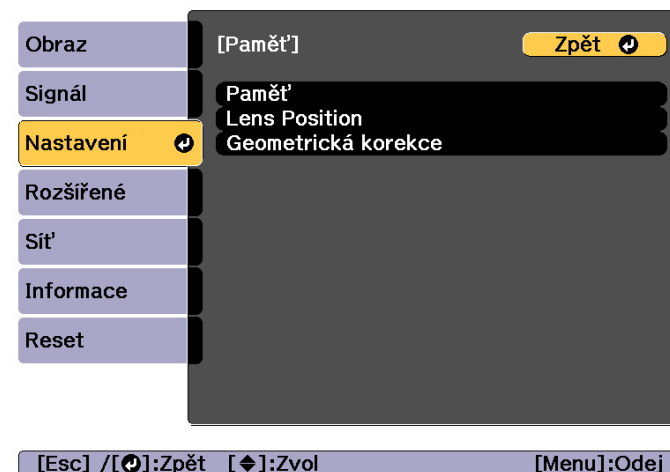 Obraz
Signál
Nastavení
Rozšířené
Síť
Informace
Reset
[Paměť]
Zpět
Paměť
Lens Position
Geometrická korekce
[Esc] /[]:Zpět []:Zvol [Menu]:Odej